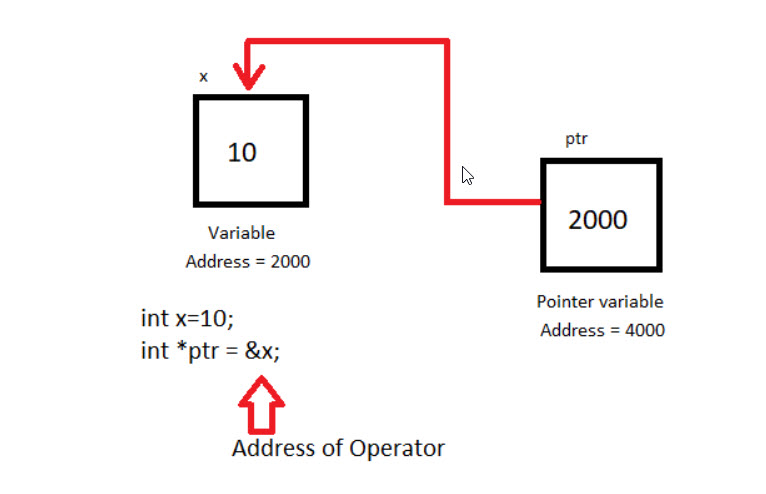 x
10
Variable
Address = 2000
ptr
2000
Pointer variable
Address = 4000
int x=10;
int *ptr = &x;
Address of Operator